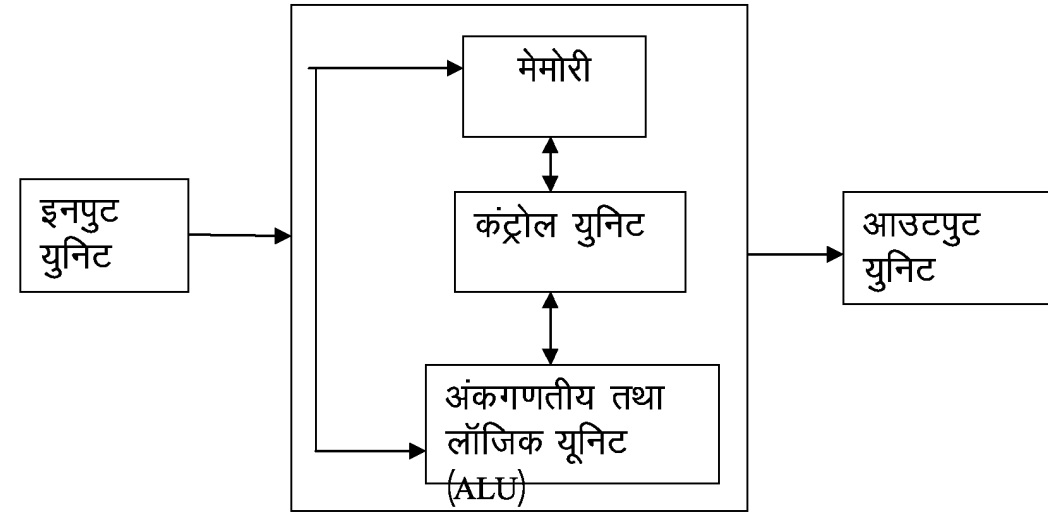 मेमोरी
इनपुट
युनिट
कंट्रोल युनिट
आउटपुट
युनिट
अंकगणतीय तथा
लॉजिक यूनिट
(ALU)